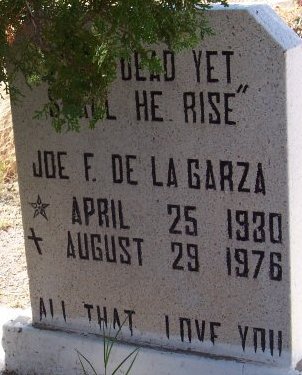 DEAD YET
HE RISE"
JOE F. DE LA GARZA
APRIL 25 1930
AUGUST 29 1976
ALL THAT LOVE YOU